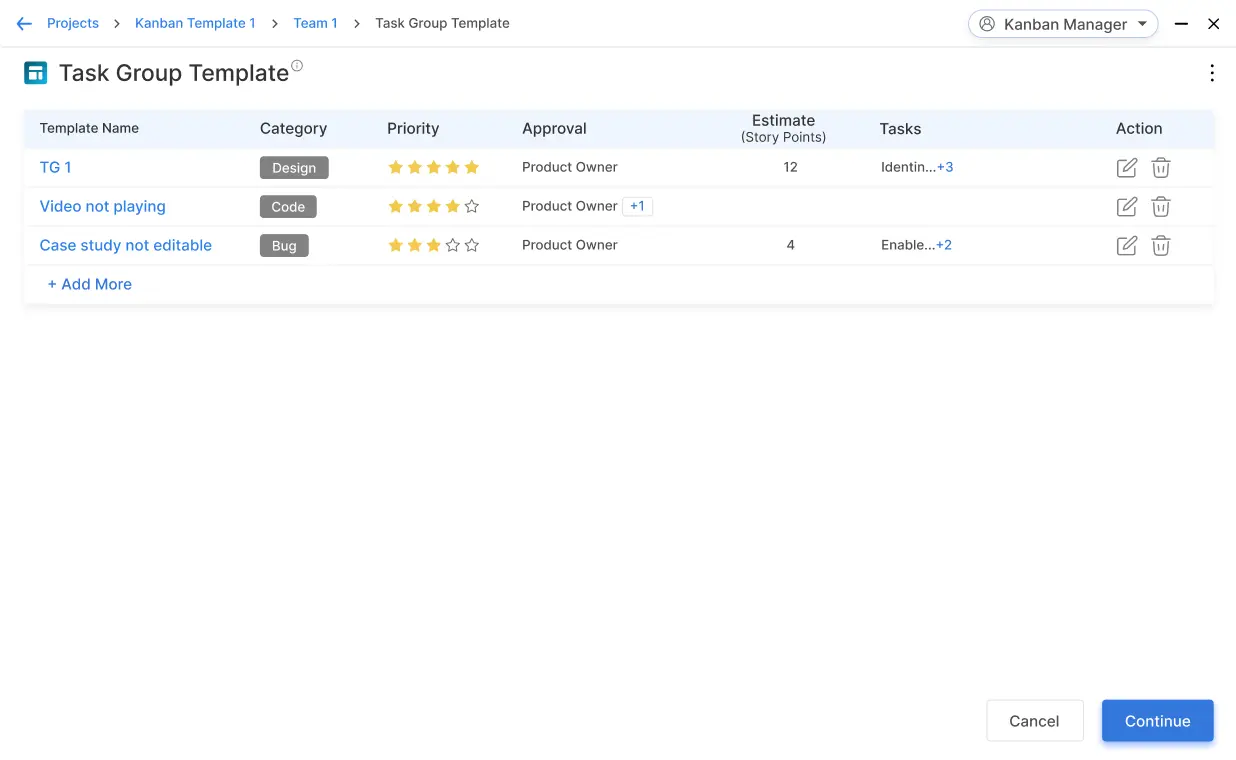 Projects > Kanban Template 1 > Team 1 > Task Group Template
Kanban Manager
Task Group Template
Template Name Category Priority Approval Estimate (Story Points) Tasks Action
TG 1 Design Product Owner 12 Identin...+3
Video not playing Code Product Owner +1
Case study not editable Bug Product Owner 4 Enable...+2
+ Add More
Cancel Continue